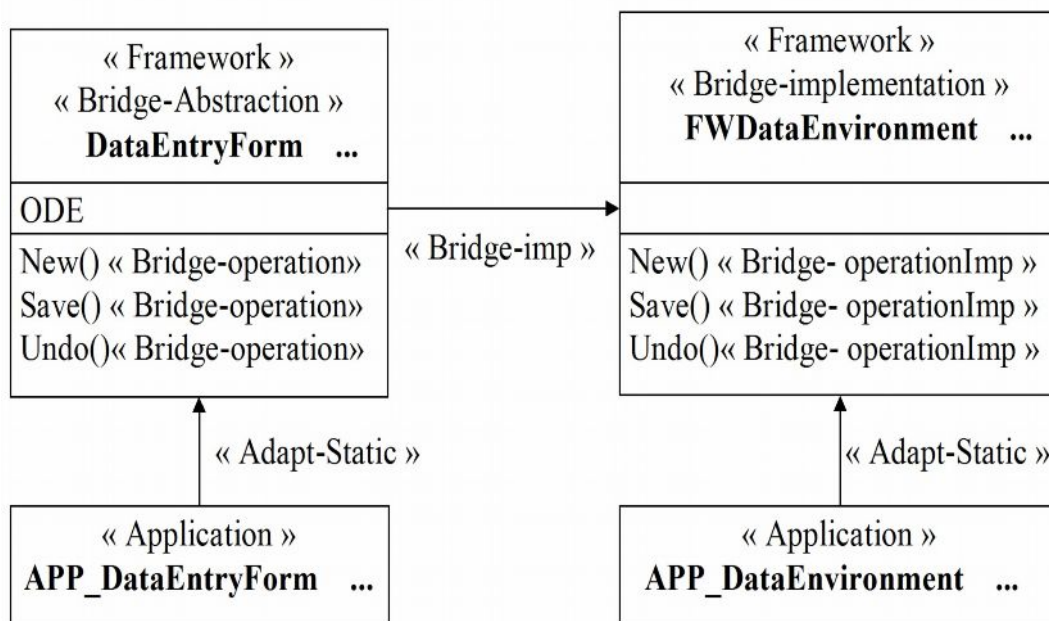 « Framework »
« Bridge-Abstraction »
DataEntryForm ...
ODE
New() « Bridge-operation»
Save() « Bridge-operation»
Undo()« Bridge-operation»
« Bridge-imp »
« Framework »
« Bridge-implementation »
FWDataEnvironment ...
New() « Bridge- operationImp »
Save() « Bridge- operationImp »
Undo()« Bridge- operationImp »
« Adapt-Static »
« Adapt-Static »
« Application »
APP_DataEntryForm ...
« Application »
APP_DataEnvironment ...